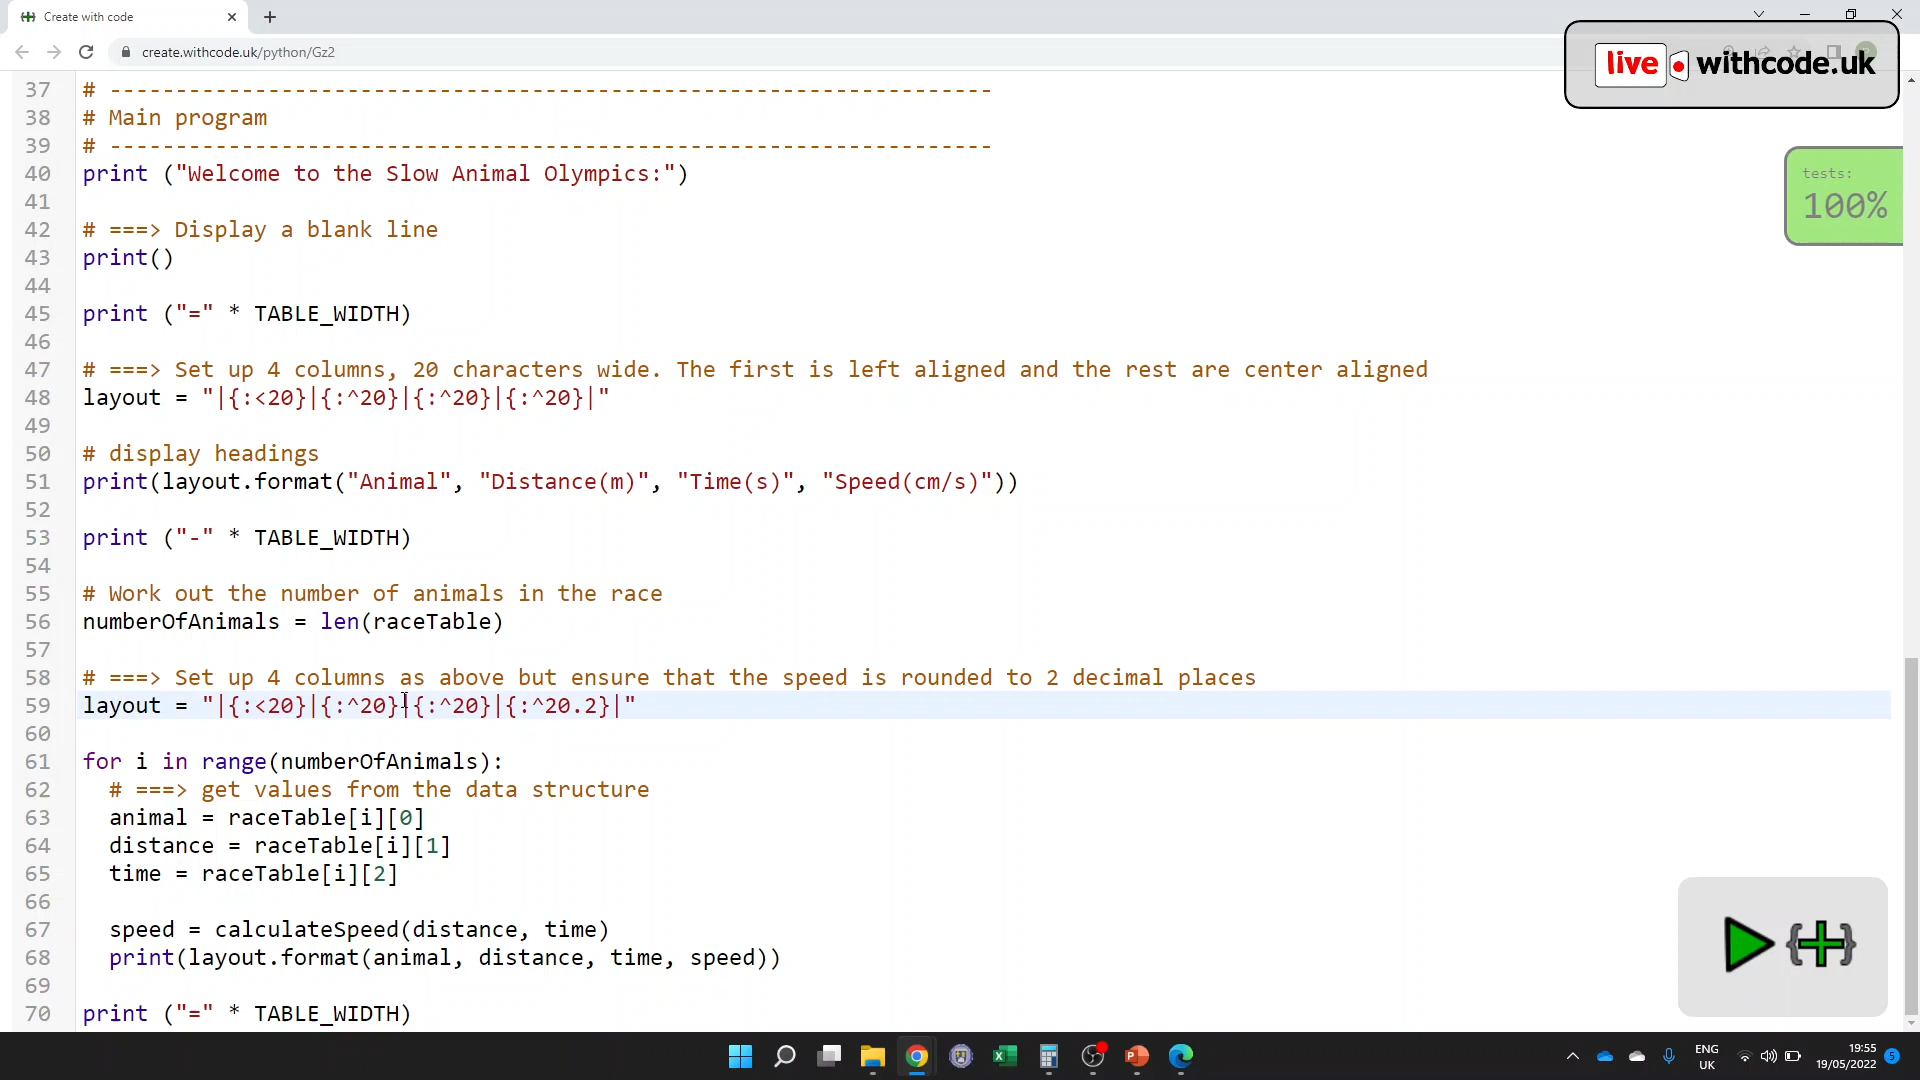 Create with code
create.withcode.uk/python/Gz2
live withcode.uk
tests:
100%
37 # -------------------------------------------------------------------
38 # Main program
39 # -------------------------------------------------------------------
40 print ("Welcome to the Slow Animal Olympics:")
41
42 # ===> Display a blank line
43 print()
44
45 print ("=" * TABLE_WIDTH)
46
47 # ===> Set up 4 columns, 20 characters wide. The first is left aligned and the rest are center aligned
48 layout = "|{:<20}|{:^20}|{:^20}|{:^20}|"
49
50 # display headings
51 print(layout.format("Animal", "Distance(m)", "Time(s)", "Speed(cm/s)"))
52
53 print ("-" * TABLE_WIDTH)
54
55 # Work out the number of animals in the race
56 numberOfAnimals = len(raceTable)
57
58 # ===> Set up 4 columns as above but ensure that the speed is rounded to 2 decimal places
59 layout = "|{:<20}|{:^20}|{:^20}|{:^20.2}|"
60
61 for i in range(numberOfAnimals):
62   # ===> get values from the data structure
63   animal = raceTable[i][0]
64   distance = raceTable[i][1]
65   time = raceTable[i][2]
66
67   speed = calculateSpeed(distance, time)
68   print(layout.format(animal, distance, time, speed))
69
70 print ("=" * TABLE_WIDTH)
ENG
UK
19:55
19/05/2022
5